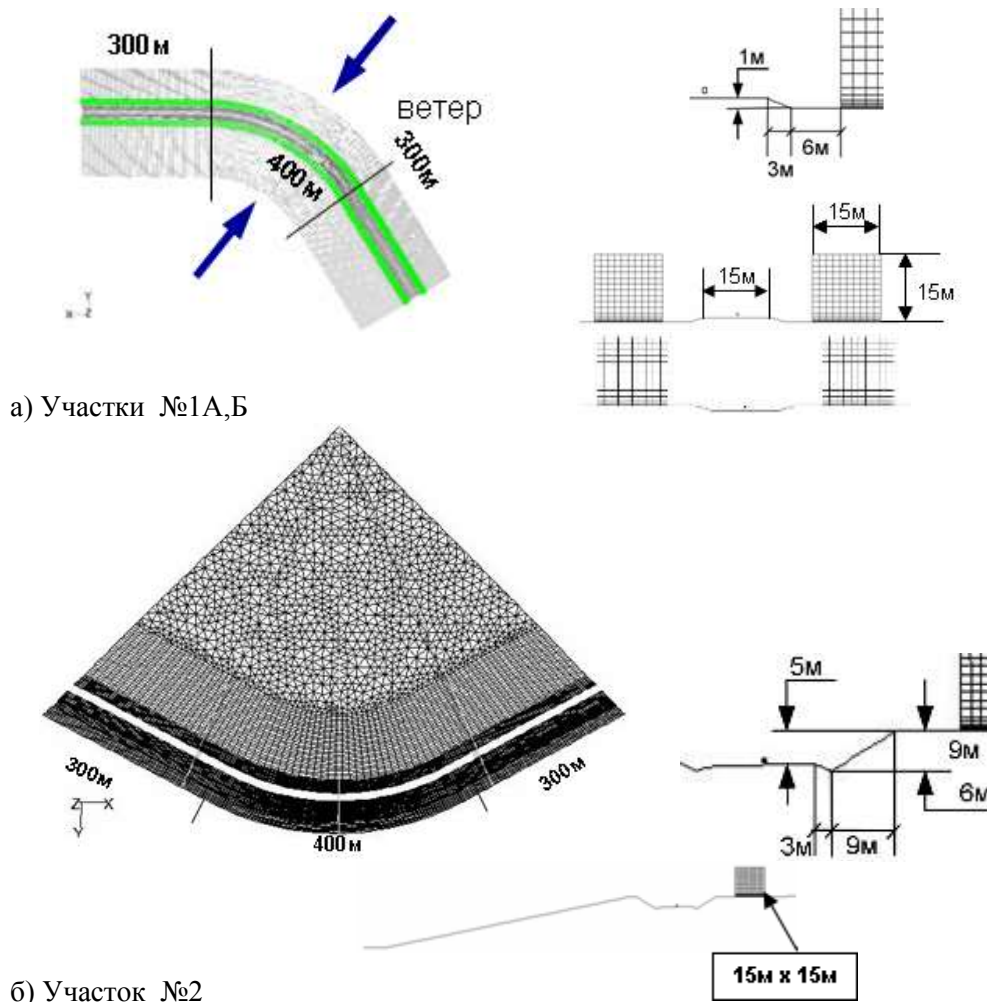 300 м
ветер
400 м
300м
1м
6м
3м
15м
15м
15м
Y
Z
а) Участки №1А,Б
5м
9м
6м
3м
9м
300м
300м
Z X
Y
400 м
15м х 15м
б) Участок №2